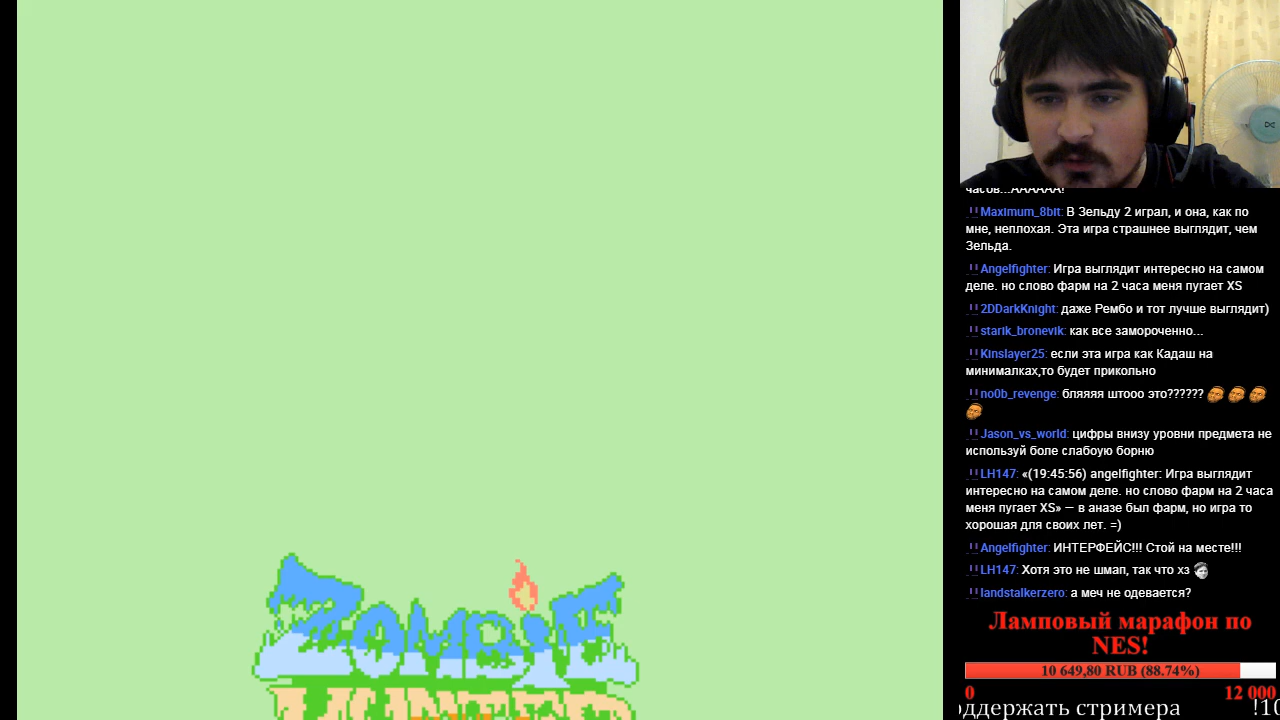 часов...АААААА!
Maximum_8bit: В Зельду 2 играл, и она, как по
мне, неплохая. Эта игра страшнее выглядит, чем
Зельда.
Angelfighter: Игра выглядит интересно на самом
деле. но слово фарм на 2 часа меня пугает XS
2DDarkKnight: даже Рембо и тот лучше выглядит)
starik_bronevik: как все замороченно...
Kinslayer25: если эта игра как Кадаш на
минималках,то будет прикольно
no0b_revenge: бляяяя штооо это??????
Jason_vs_world: цифры внизу уровни предмета не
используй боле слабоую борню
LH147: «(19:45:56) angelfighter: Игра выглядит
интересно на самом деле. но слово фарм на 2 часа
меня пугает XS» — в аназе был фарм, но игра то
хорошая для своих лет. =)
Angelfighter: ИНТЕРФЕЙС!!! Стой на месте!!!
LH147: Хотя это не шмап, так что хз
landstalkerzero: а меч не одевается?
Ламповый марафон по
NES!
10 649,80 RUB (88.74%)
0 12 000
оддержать стримера !10
ZOMBIE
HUNTER